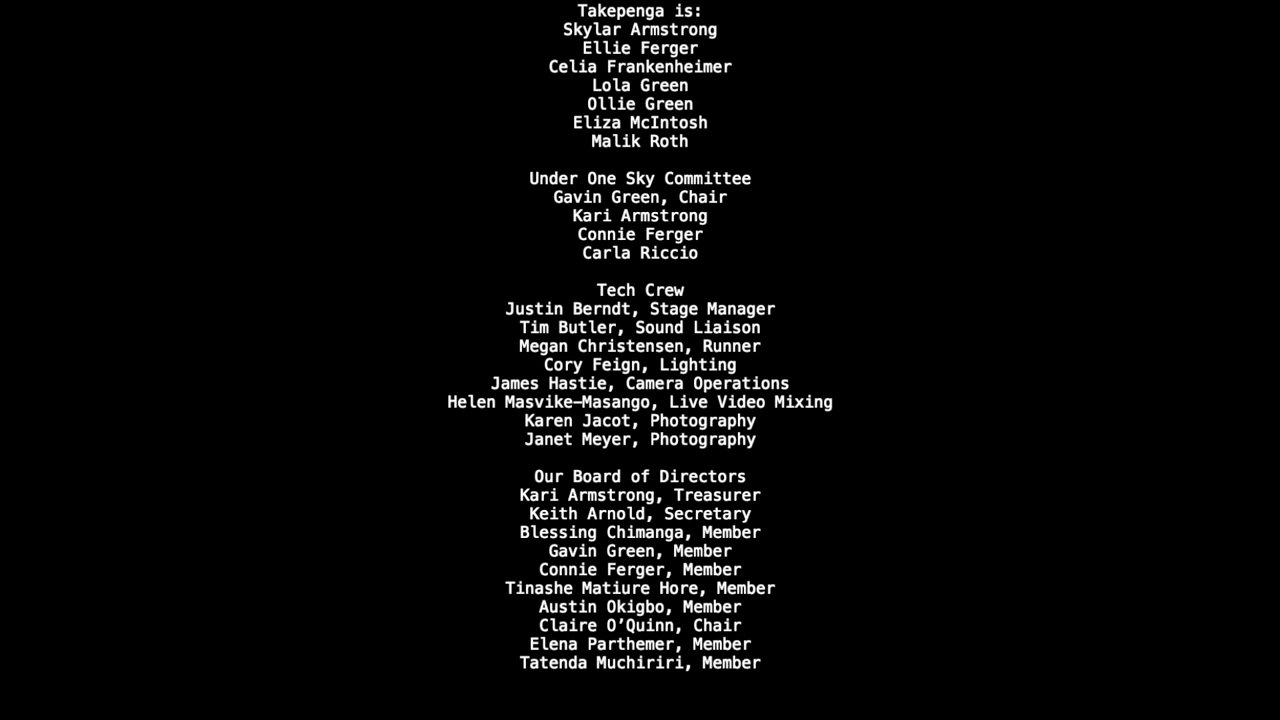 Takepenga is:
Skylar Armstrong
Ellie Ferger
Celia Frankenheimer
Lola Green
Ollie Green
Eliza McIntosh
Malik Roth
Under One Sky Committee
Gavin Green, Chair
Kari Armstrong
Connie Ferger
Carla Riccio
Tech Crew
Justin Berndt, Stage Manager
Tim Butler, Sound Liaison
Megan Christensen, Runner
Cory Feign, Lighting
James Hastie, Camera Operations
Helen Masvike–Masango, Live Video Mixing
Karen Jacot, Photography
Janet Meyer, Photography
Our Board of Directors
Kari Armstrong, Treasurer
Keith Arnold, Secretary
Blessing Chimanga, Member
Gavin Green, Member
Connie Ferger, Member
Tinashe Matiure Hore, Member
Austin Okigbo, Member
Claire O’Quinn, Chair
Elena Parthemer, Member
Tatenda Muchiriri, Member